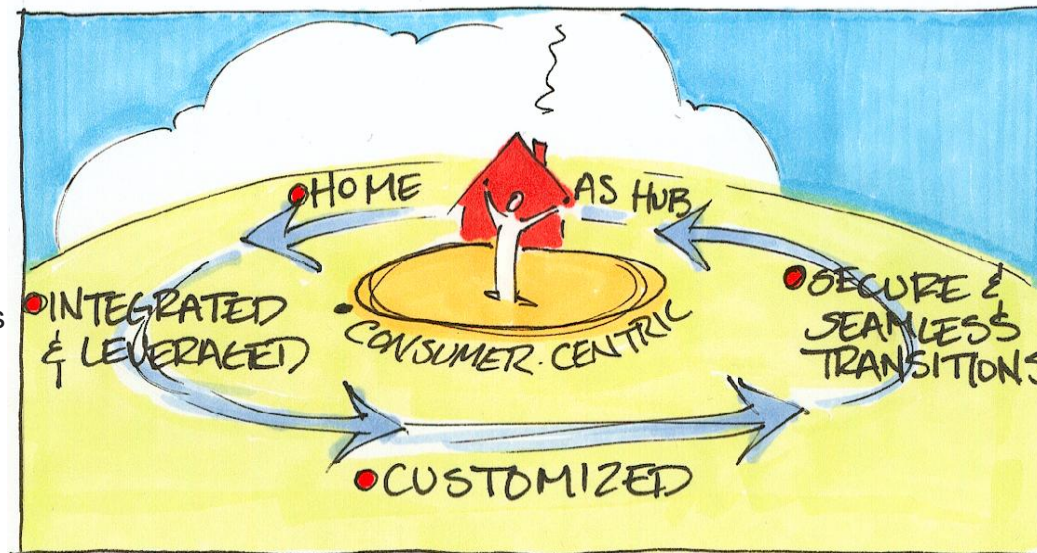 HOME AS HUB
INTEGRATED
& LEVERAGED
CONSUMER-CENTRIC
SECURE &
SEAMLESS
TRANSITIONS
CUSTOMIZED
s